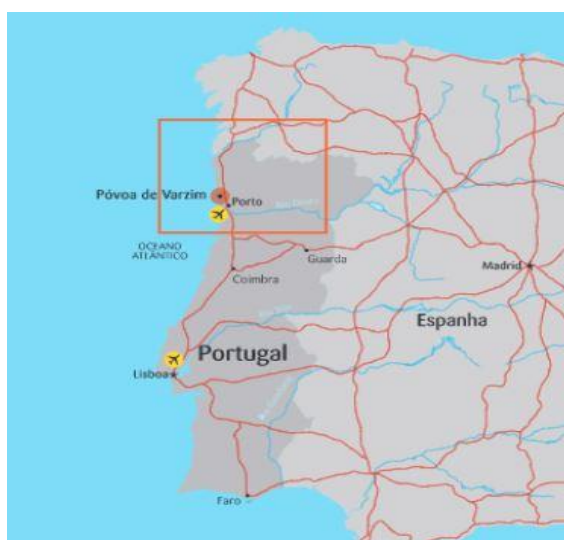 Póvoa de Varzim
Porto
OCEANO
ATLÂNTICO
Guarda
Coimbra
Madrid
Espanha
Portugal
Lisboa
Faro